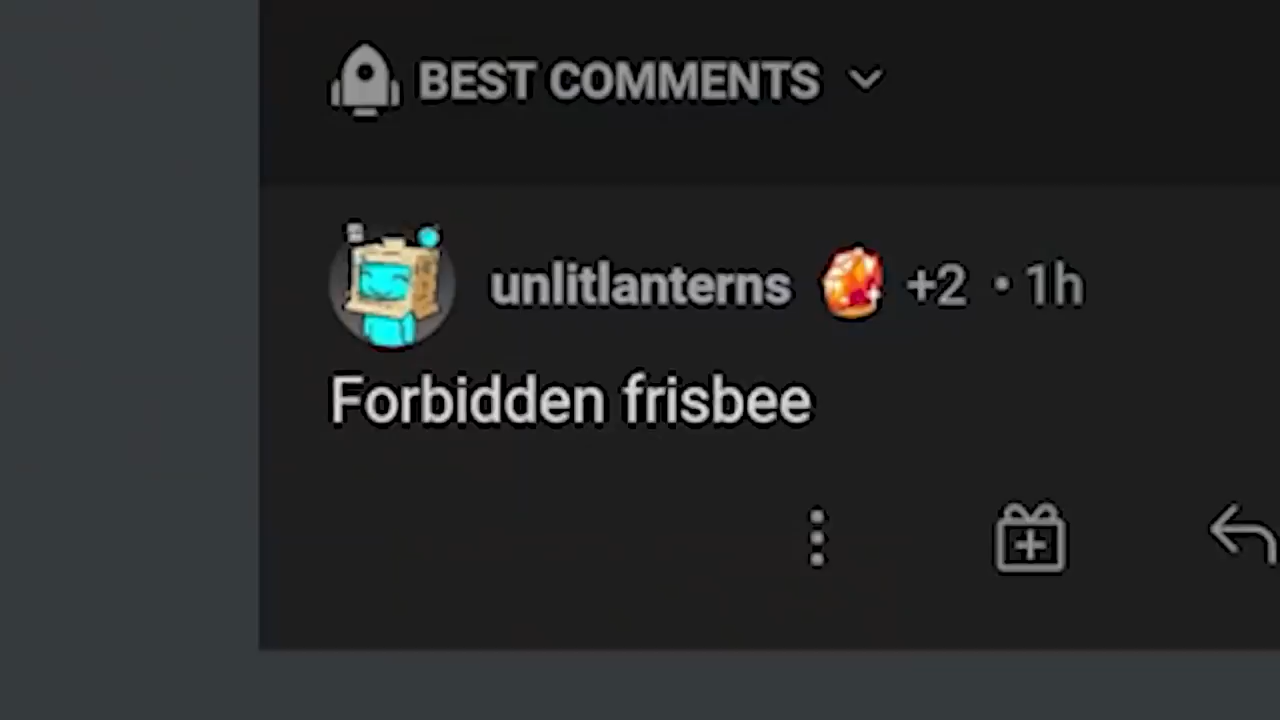 BEST COMMENTS
unlitlanterns +2 • 1h
Forbidden frisbee